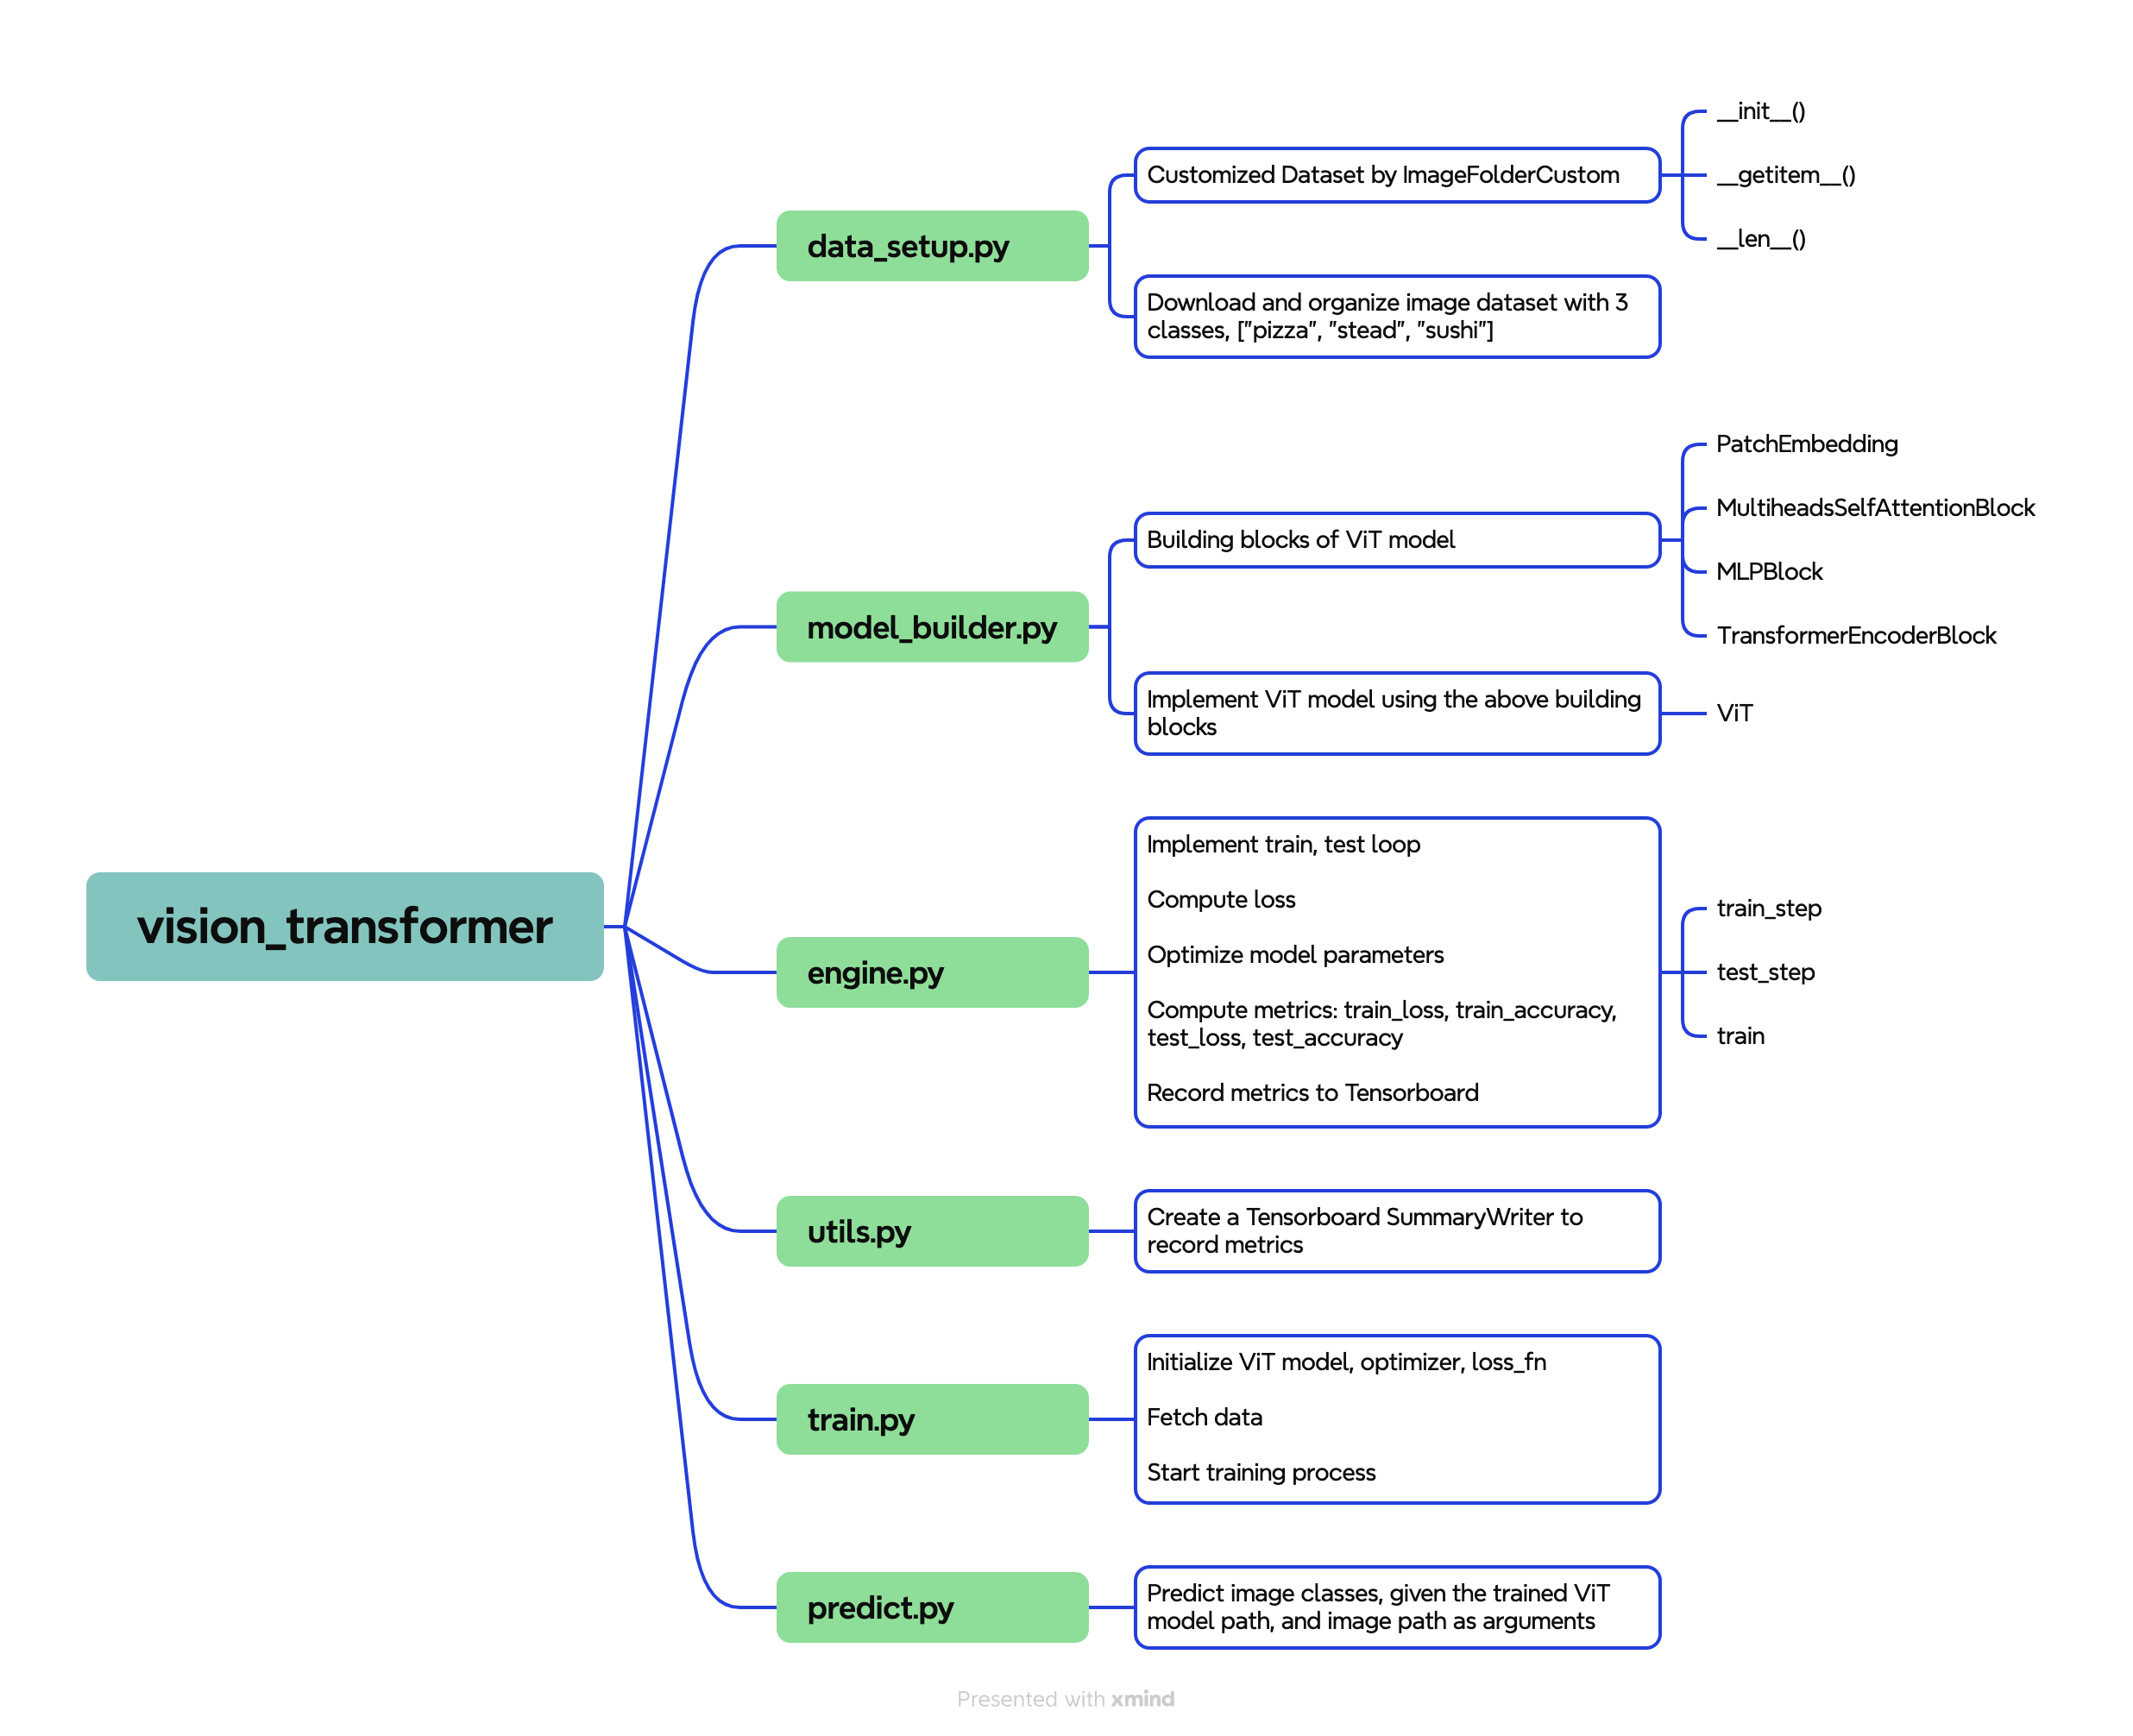 vision_transformer
data_setup.py
Customized Dataset by ImageFolderCustom
__init__()
__getitem__()
__len__()
Download and organize image dataset with 3
classes, ["pizza", "stead", "sushi"]
model_builder.py
Building blocks of ViT model
PatchEmbedding
MultiheadsSelfAttentionBlock
MLPBlock
TransformerEncoderBlock
Implement ViT model using the above building
blocks
ViT
engine.py
Implement train, test loop
Compute loss
Optimize model parameters
Compute metrics: train_loss, train_accuracy,
test_loss, test_accuracy
Record metrics to Tensorboard
train_step
test_step
train
utils.py
Create a Tensorboard SummaryWriter to
record metrics
train.py
Initialize ViT model, optimizer, loss_fn
Fetch data
Start training process
predict.py
Predict image classes, given the trained ViT
model path, and image path as arguments
Presented with xmind